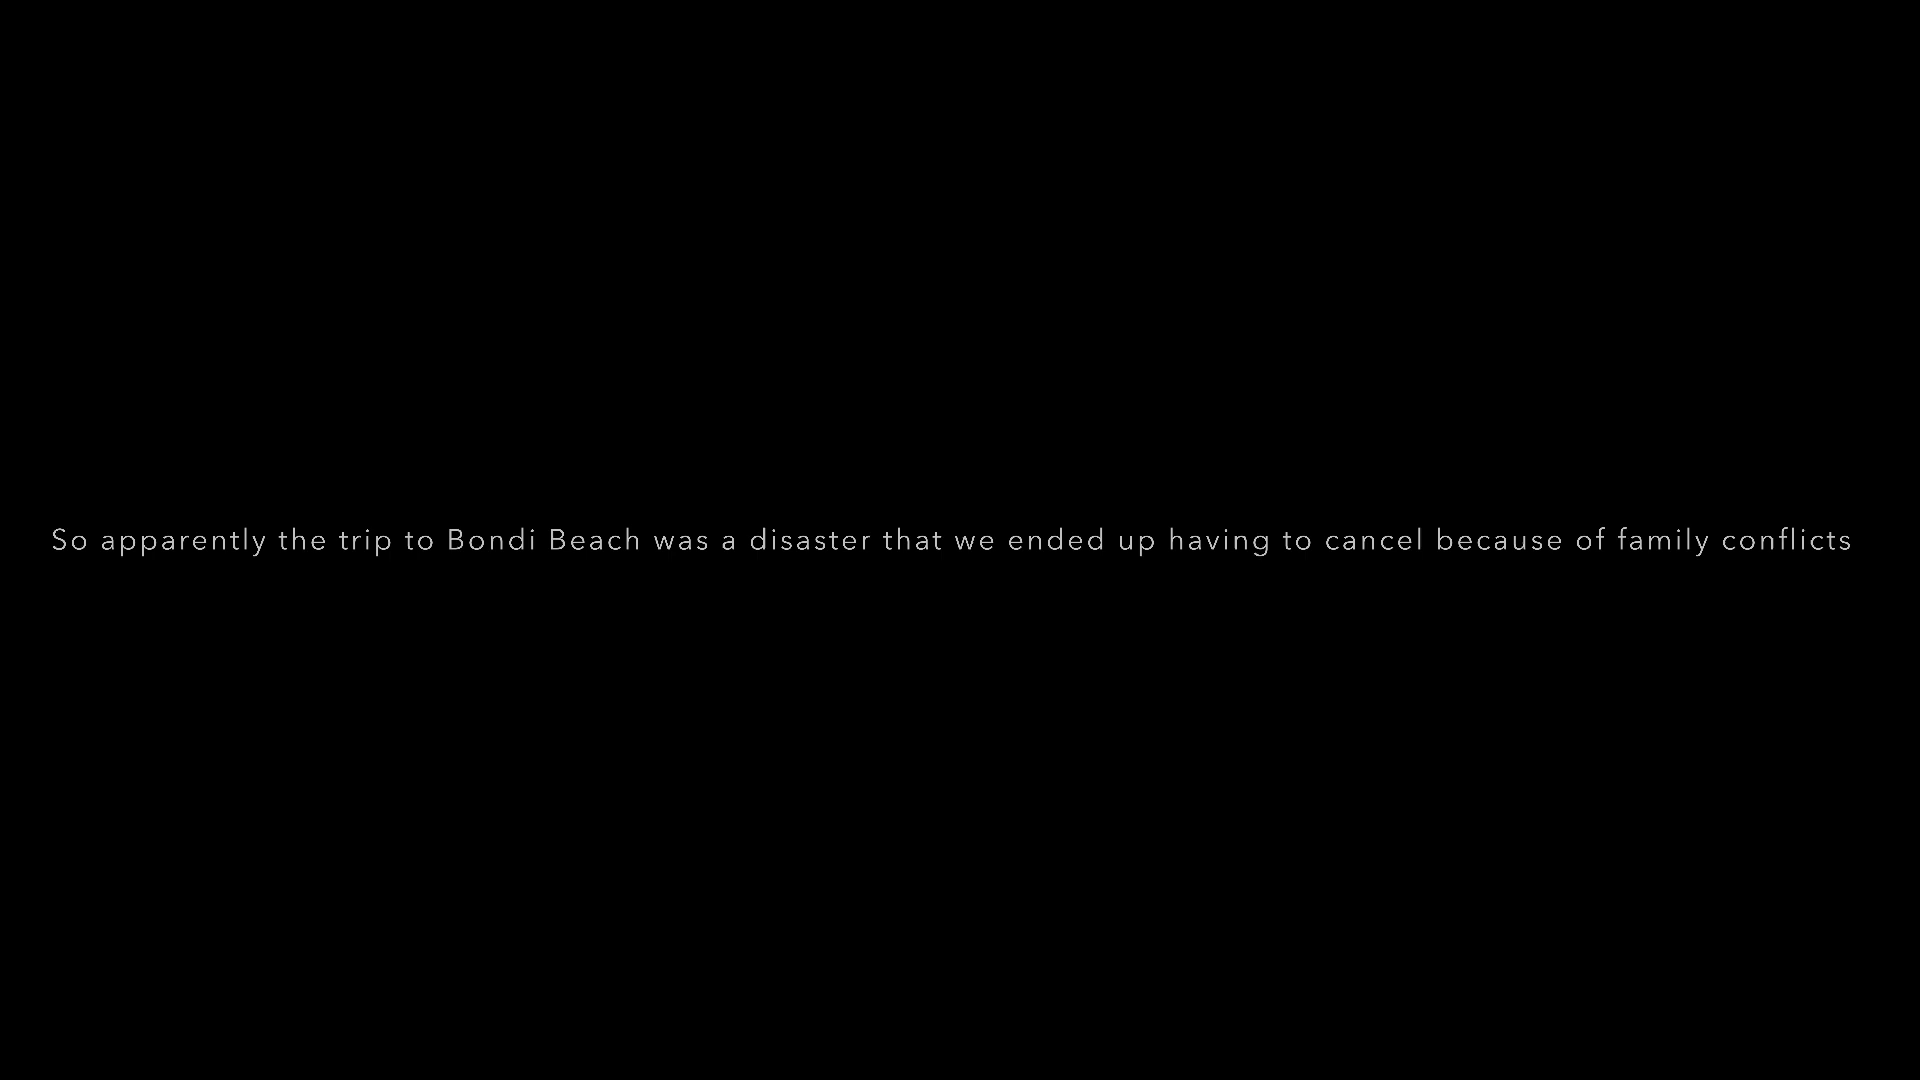 So apparently the trip to Bondi Beach was a disaster that we ended up having to cancel because of family conflicts